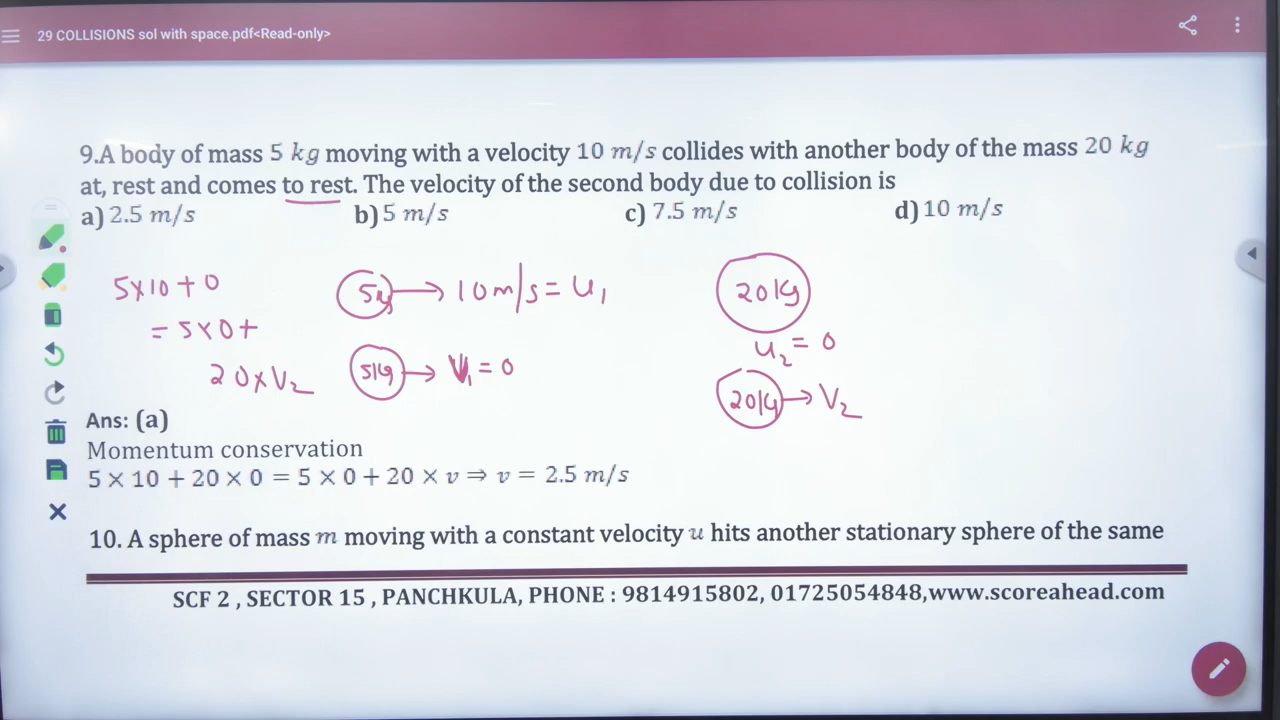 29 COLLISIONS sol with space.pdf<Read-only>
9.A body of mass 5 kg moving with a velocity 10 m/s collides with another body of the mass 20 kg
at, rest and comes to rest. The velocity of the second body due to collision is
a) 2.5 m/s b) 5 m/s c) 7.5 m/s d) 10 m/s
5×10+0
= 5×0+
20×V₂
5kg → 10m/s = u₁
5kg → V₁ = 0
20kg
u₂ = 0
20kg → V₂
Ans: (a)
Momentum conservation
5 × 10 + 20 × 0 = 5 × 0 + 20 × v ⇒ v = 2.5 m/s
10. A sphere of mass m moving with a constant velocity u hits another stationary sphere of the same
SCF 2 , SECTOR 15 , PANCHKULA, PHONE : 9814915802, 01725054848,www.scoreahead.com